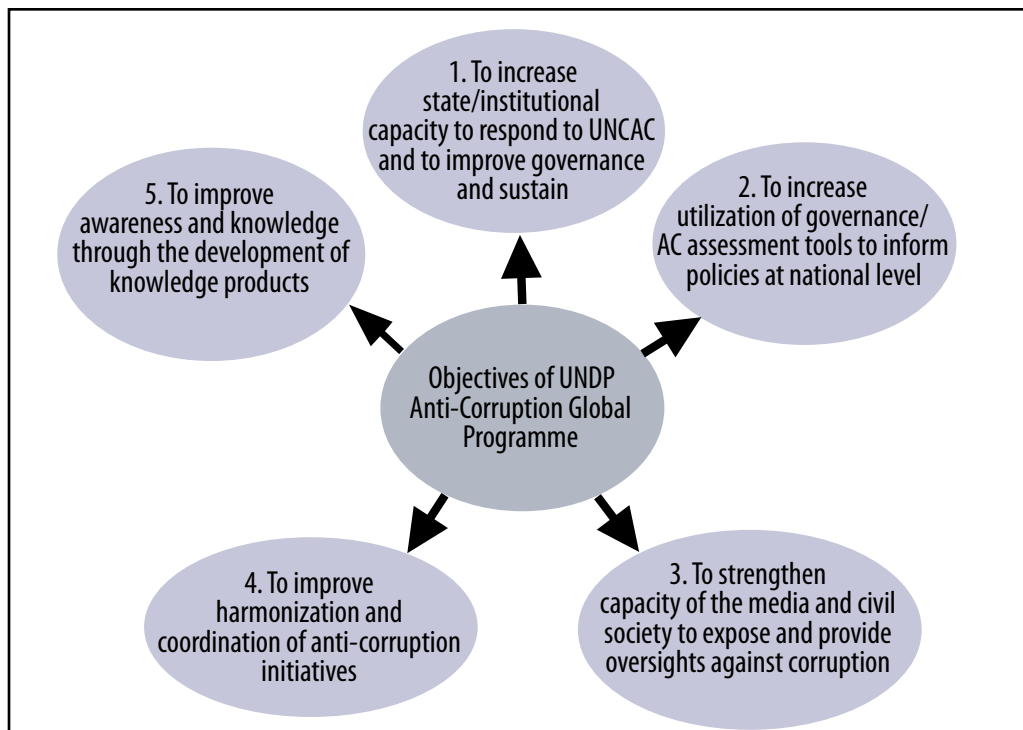 1. To increase
state/institutional
capacity to respond to UNCAC
and to improve governance
and sustain
2. To increase
utilization of governance/
AC assessment tools to inform
policies at national level
3. To strengthen
capacity of the media and civil
society to expose and provide
oversights against corruption
4. To improve
harmonization and
coordination of anti-corruption
initiatives
5. To improve
awareness and knowledge
through the development of
knowledge products
Objectives of UNDP
Anti-Corruption Global
Programme